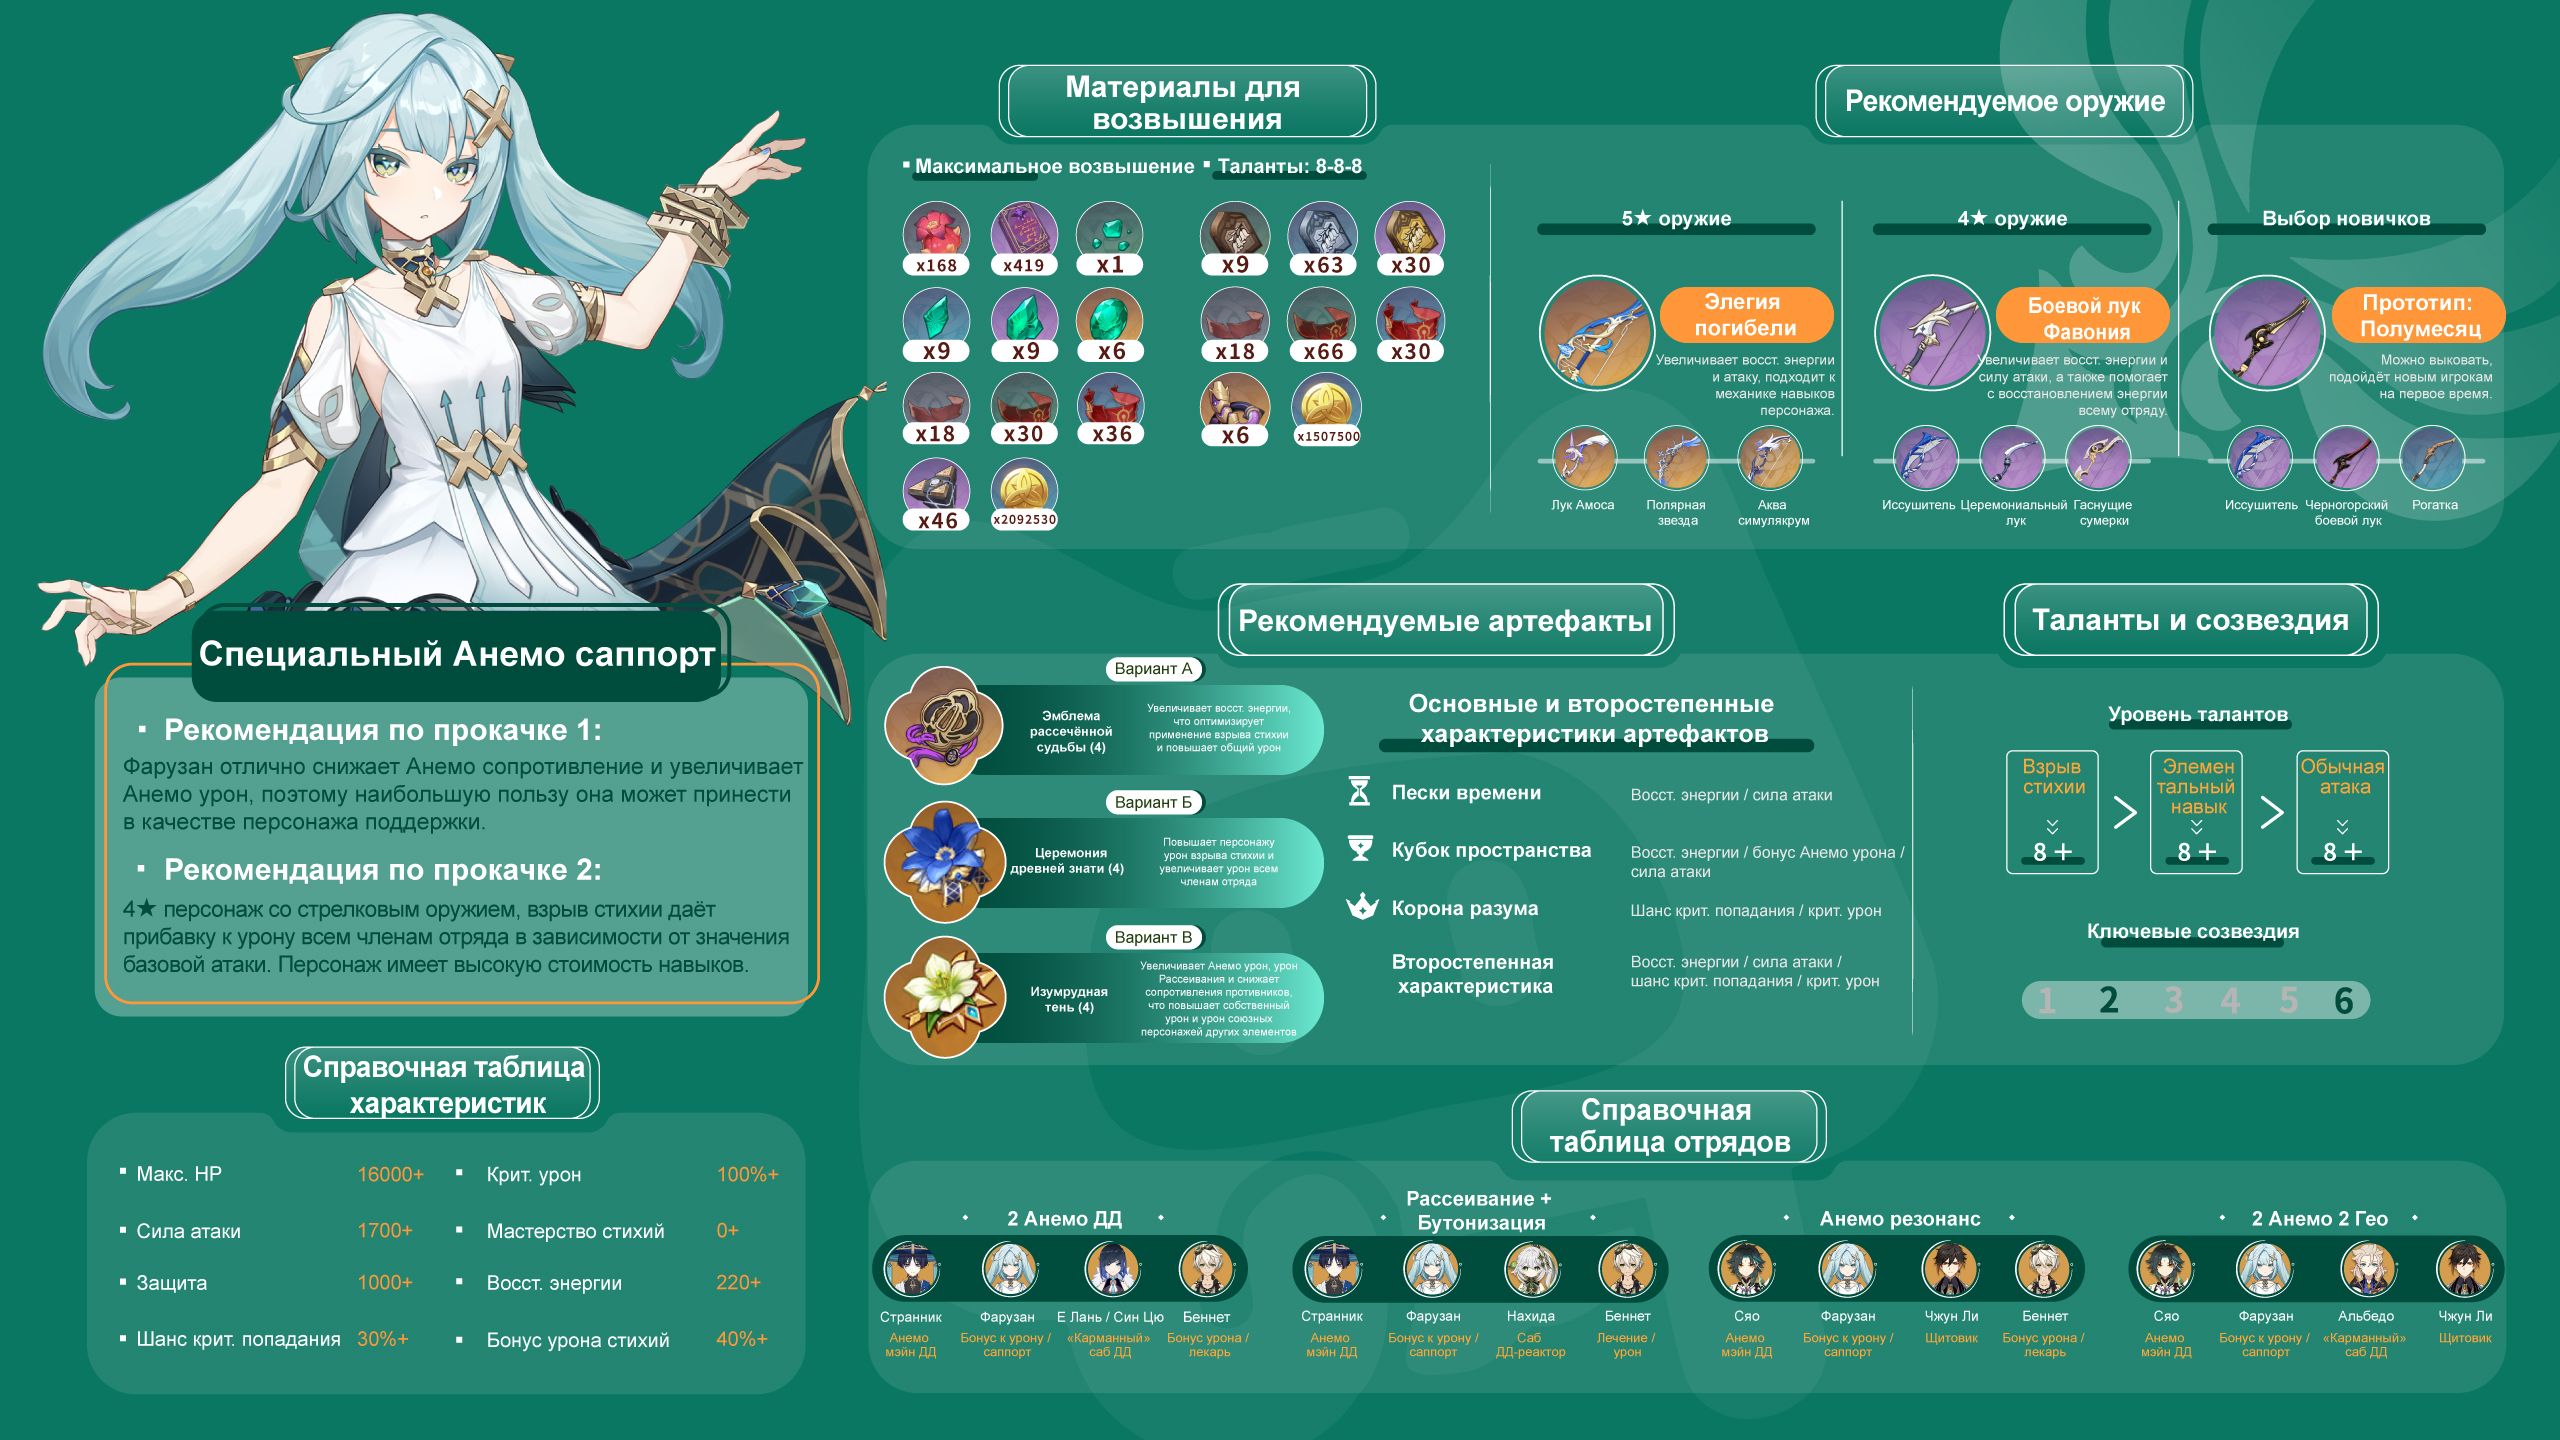 Специальный Анемо саппорт
▪ Рекомендация по прокачке 1:
Фарузан отлично снижает Анемо сопротивление и увеличивает
Анемо урон, поэтому наибольшую пользу она может принести
в качестве персонажа поддержки.
▪ Рекомендация по прокачке 2:
4★ персонаж со стрелковым оружием, взрыв стихии даёт
прибавку к урону всем членам отряда в зависимости от значения
базовой атаки. Персонаж имеет высокую стоимость навыков.
Справочная таблица
характеристик
▪ Макс. HP 16000+ ▪ Крит. урон 100%+
▪ Сила атаки 1700+ ▪ Мастерство стихий 0+
▪ Защита 1000+ ▪ Восст. энергии 220+
▪ Шанс крит. попадания 30%+ ▪ Бонус урона стихий 40%+
Материалы для
возвышения
▪ Максимальное возвышение ▪ Таланты: 8-8-8
x168 x419 x1 x9 x63 x30
x9 x9 x6 x18 x66 x30
x18 x30 x36 x6 x1507500
x46 x2092530
Рекомендуемое оружие
5★ оружие
Элегия
погибели
Увеличивает восст. энергии
и атаку, подходит к
механике навыков
персонажа.
Лук Амоса
Полярная
звезда
Аква
симулякрум
4★ оружие
Боевой лук
Фавония
Увеличивает восст. энергии и
силу атаки, а также помогает
с восстановлением энергии
всему отряду.
Иссушитель
Церемониальный
лук
Гаснущие
сумерки
Выбор новичков
Прототип:
Полумесяц
Можно выковать,
подойдёт новым игрокам
на первое время.
Иссушитель
Черногорский
боевой лук
Рогатка
Рекомендуемые артефакты
Вариант А
Эмблема
рассечённой
судьбы (4)
Увеличивает восст. энергии,
что оптимизирует
применение взрыва стихии
и повышает общий урон
Вариант Б
Церемония
древней знати (4)
Повышает персонажу
урон взрыва стихии и
увеличивает урон всем
членам отряда
Вариант В
Изумрудная
тень (4)
Увеличивает Анемо урон, урон
Рассеивания и снижает
сопротивления противников,
что повышает собственный
урон и урон союзных
персонажей других элементов
Основные и второстепенные
характеристики артефактов
Пески времени
Восст. энергии / сила атаки
Кубок пространства
Восст. энергии / бонус Анемо урона /
сила атаки
Корона разума
Шанс крит. попадания / крит. урон
Второстепенная
характеристика
Восст. энергии / сила атаки /
шанс крит. попадания / крит. урон
Таланты и созвездия
Уровень талантов
Взрыв
стихии
8 +
Элемен
тальный
навык
8 +
Обычная
атака
8 +
Ключевые созвездия
1 2 3 4 5 6
Справочная
таблица отрядов
2 Анемо ДД
Странник Фарузан Е Лань / Син Цю Беннет
Анемо
мэйн ДД
Бонус к урону /
саппорт
«Карманный»
саб ДД
Бонус урона /
лекарь
Рассеивание +
Бутонизация
Странник Фарузан Нахида Беннет
Анемо
мэйн ДД
Бонус к урону /
саппорт
Саб
ДД-реактор
Лечение /
урон
Анемо резонанс
Сяо Фарузан Чжун Ли Беннет
Анемо
мэйн ДД
Бонус к урону /
саппорт
Щитовик
Бонус урона /
лекарь
2 Анемо 2 Гео
Сяо Фарузан Альбедо Чжун Ли
Анемо
мэйн ДД
Бонус к урону /
саппорт
«Карманный»
саб ДД
Щитовик